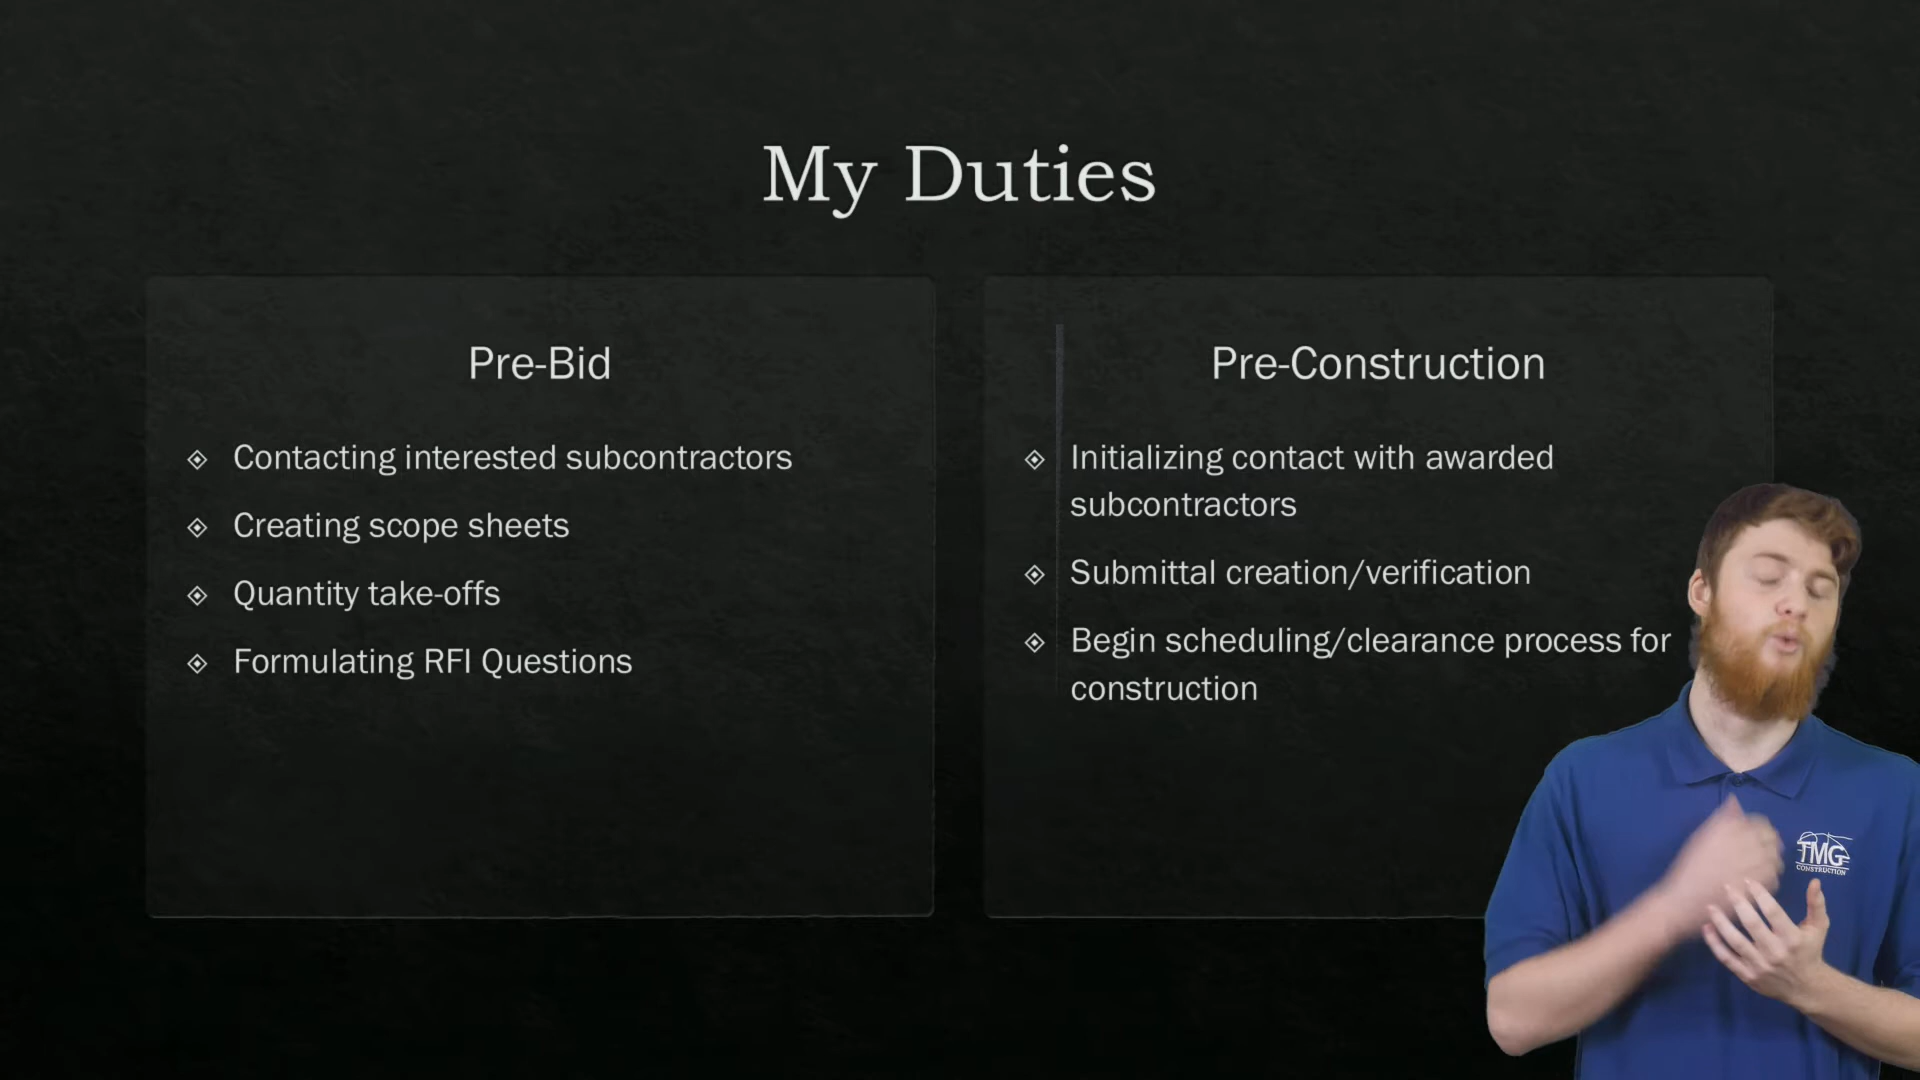 My Duties
Pre-Bid
Contacting interested subcontractors
Creating scope sheets
Quantity take-offs
Formulating RFI Questions
Pre-Construction
Initializing contact with awarded
subcontractors
Submittal creation/verification
Begin scheduling/clearance process for
construction
TMG
CONSTRUCTION